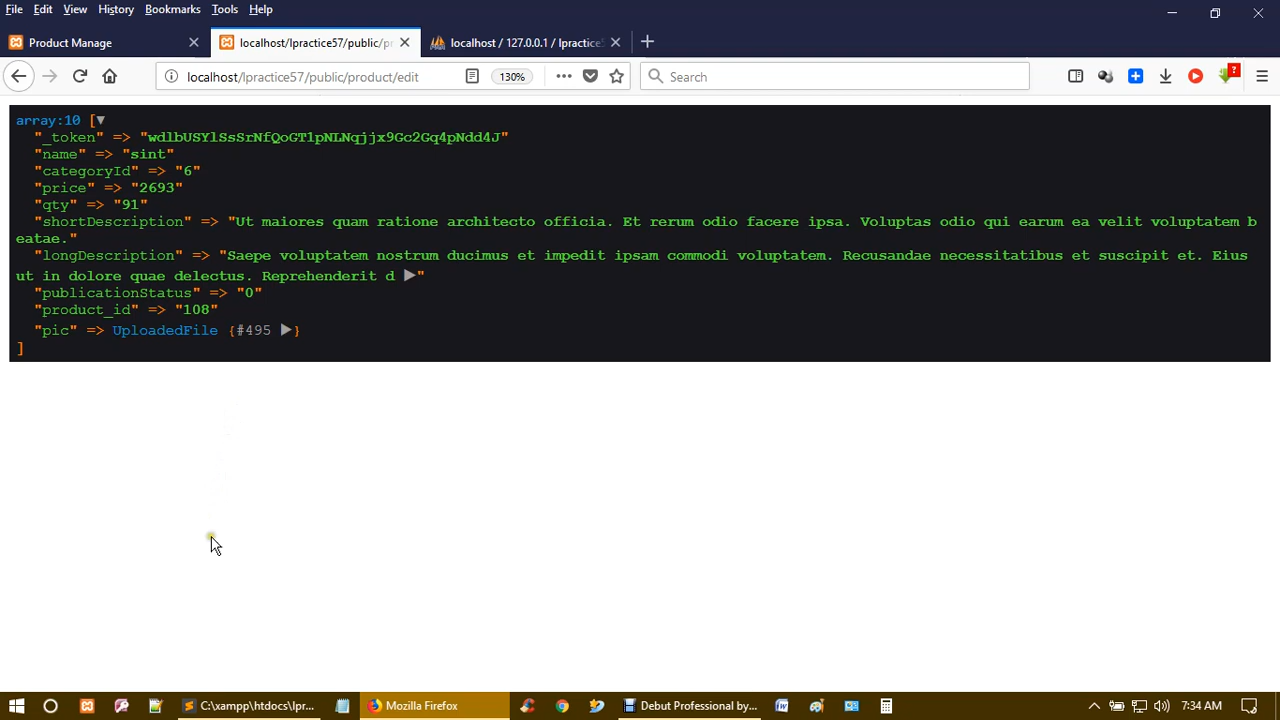 File Edit View History Bookmarks Tools Help
Product Manage
localhost/lpractice57/public/pr
localhost / 127.0.0.1 / lpractice5
localhost/lpractice57/public/product/edit
130%
Search
array:10 [▼
"_token" => "wdlbUSYlSsSrNfQoGT1pNLNqjjx9Gc2Gq4pNdd4J"
"name" => "sint"
"categoryId" => "6"
"price" => "2693"
"qty" => "91"
"shortDescription" => "Ut maiores quam ratione architecto officia. Et rerum odio facere ipsa. Voluptas odio qui earum ea velit voluptatem b
eatae."
"longDescription" => "Saepe voluptatem nostrum ducimus et impedit ipsam commodi voluptatem. Recusandae necessitatibus et suscipit et. Eius
ut in dolore quae delectus. Reprehenderit d ▶"
"publicationStatus" => "0"
"product_id" => "108"
"pic" => UploadedFile {#495 ▶}
]
C:\xampp\htdocs\lpr...
Mozilla Firefox
Debut Professional by...
7:34 AM